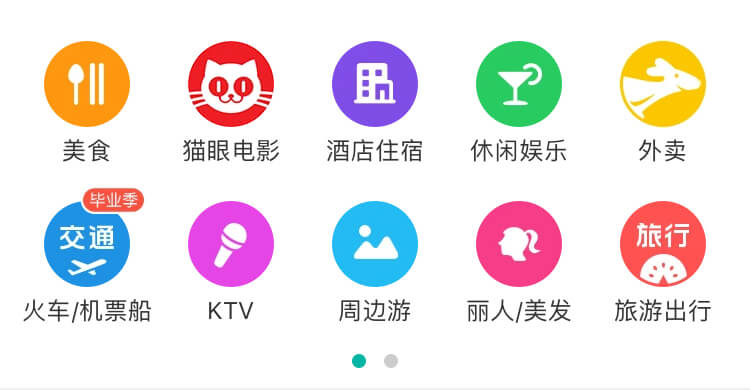 美食
猫眼电影
酒店住宿
休闲娱乐
外卖
毕业季
交通
旅行
火车/机票船
KTV
周边游
丽人/美发
旅游出行